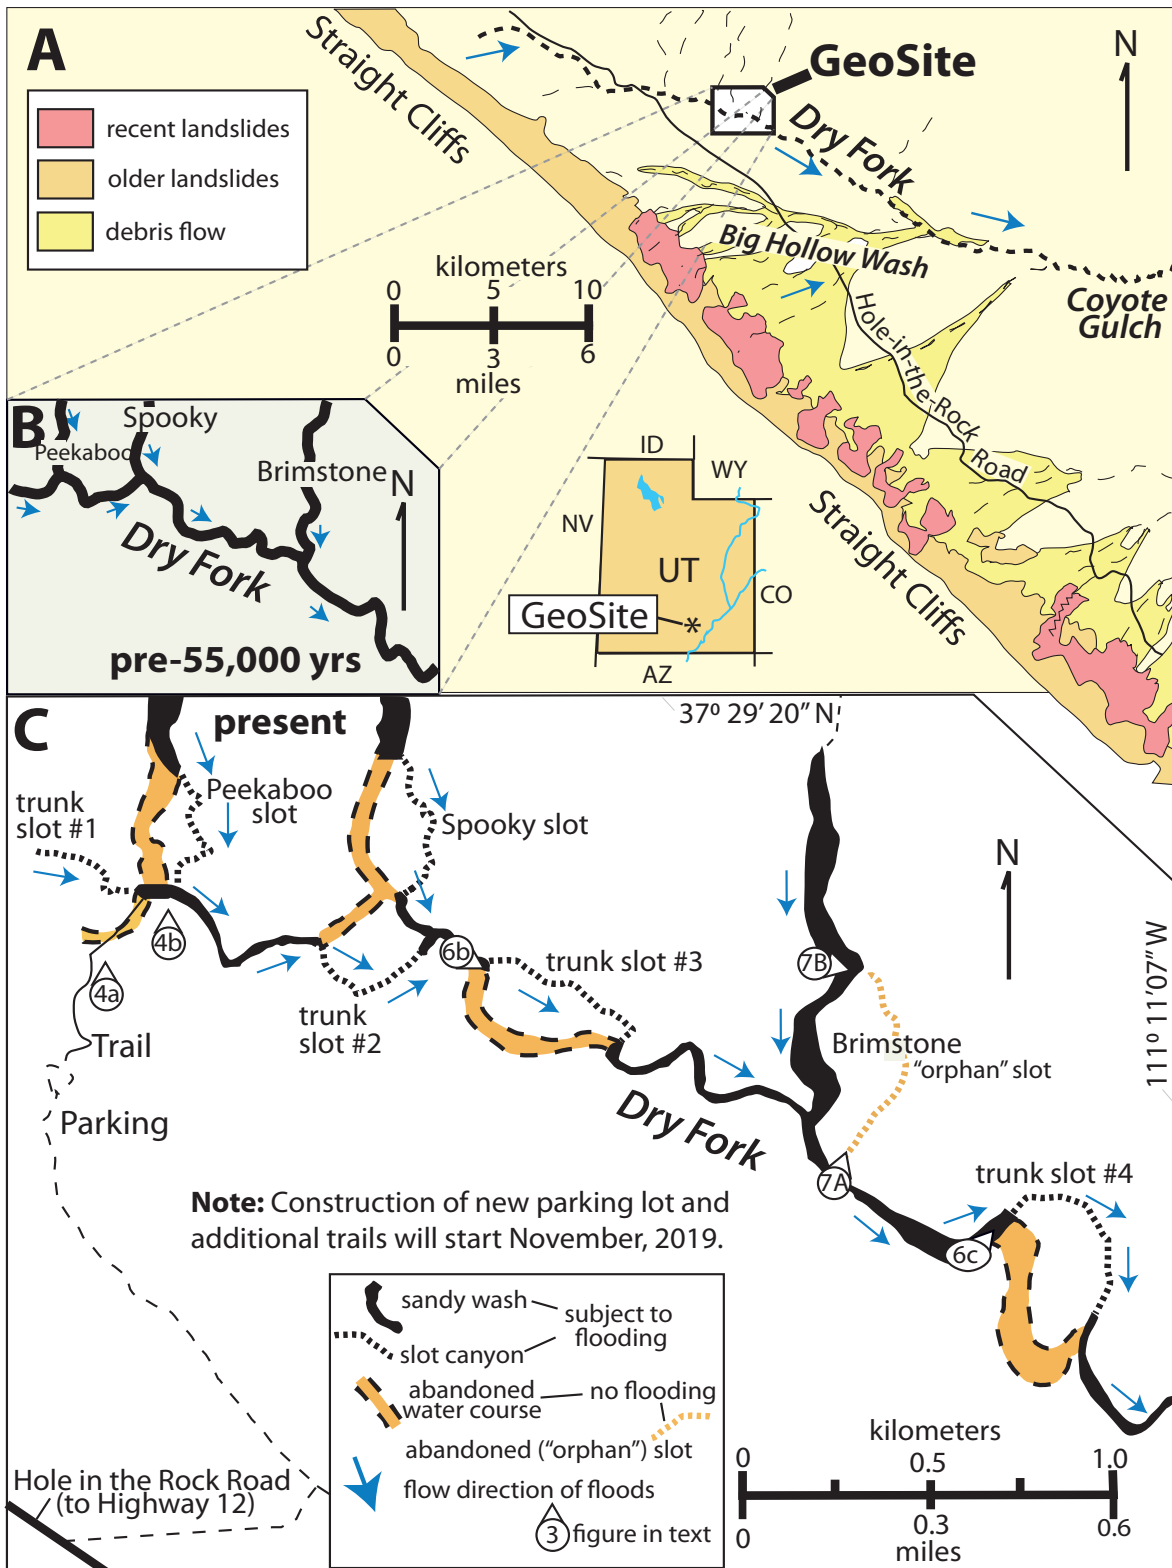 A
Straight Cliffs
GeoSite
N
recent landslides
older landslides
debris flow
Dry Fork
Big Hollow Wash
Coyote
Gulch
kilometers
0 5 10
0 3 6
miles
Hole-in-the-Rock
Road
Straight Cliffs
B
Spooky
Peekaboo
Brimstone
N
Dry Fork
pre-55,000 yrs
ID
WY
NV
UT
CO
GeoSite
*
AZ
C
present
37º 29’ 20” N
Peekaboo
slot
trunk
slot #1
Spooky slot
N
4b
6b
trunk slot #3
7B
4a
trunk
slot #2
Trail
Brimstone
“orphan” slot
111º 11’07” W
Parking
Dry Fork
7A
trunk slot #4
Note: Construction of new parking lot and
additional trails will start November, 2019.
6c
sandy wash
subject to
flooding
slot canyon
abandoned
water course
no flooding
abandoned (“orphan”) slot
flow direction of floods
3 figure in text
kilometers
0 0.5 1.0
0 0.3 0.6
miles
Hole in the Rock Road
(to Highway 12)